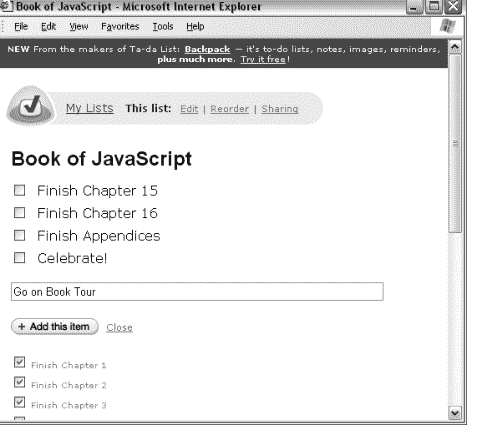 Book of JavaScript - Microsoft Internet Explorer
File Edit View Favorites Tools Help
NEW From the makers of Ta-da List: Backpack — it's to-do lists, notes, images, reminders,
plus much more. Try it free!
My Lists This list: Edit | Reorder | Sharing
Book of JavaScript
Finish Chapter 15
Finish Chapter 16
Finish Appendices
Celebrate!
Go on Book Tour
+ Add this item Close
Finish Chapter 1
Finish Chapter 2
Finish Chapter 3